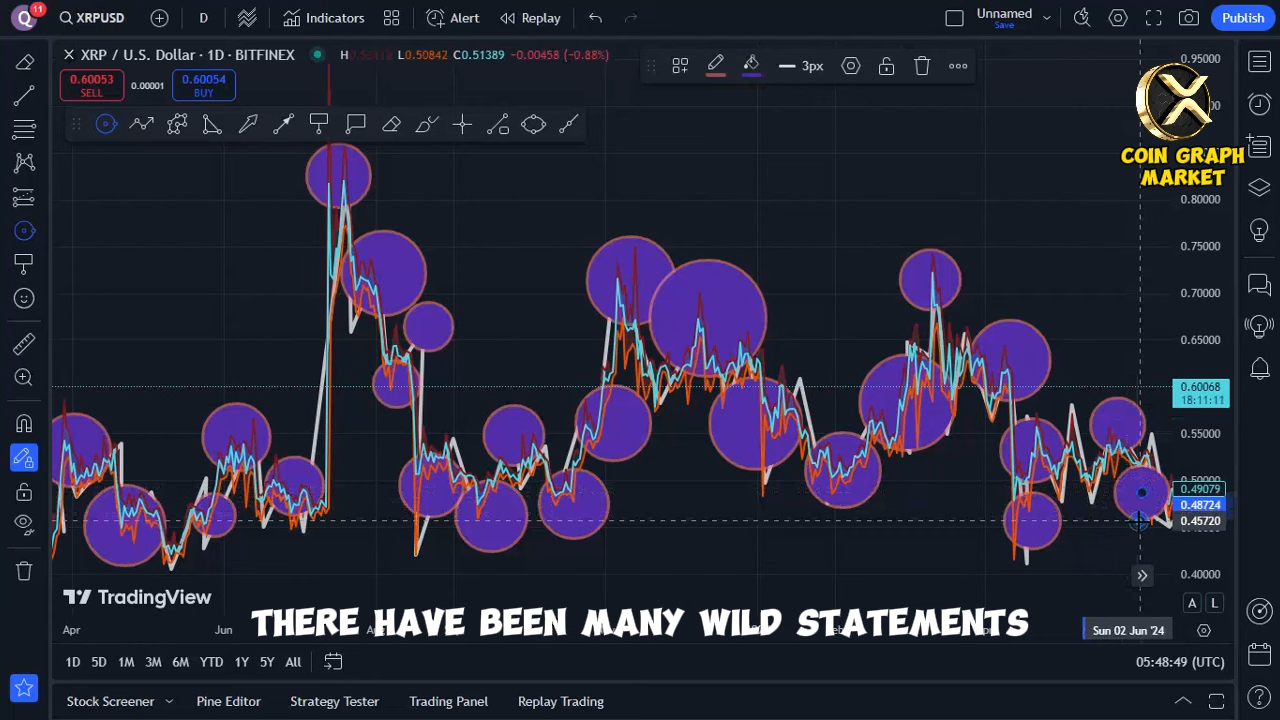 Q
11
XRPUSD
D
Indicators
Alert
Replay
Unnamed
Save
Publish
XRP / U.S. Dollar · 1D · BITFINEX
L0.50842 C0.51389 -0.00458 (-0.88%)
0.60053
SELL
0.00001
0.60054
BUY
3px
COIN GRAPH
MARKET
0.95000
0.80000
0.75000
0.70000
0.65000
0.60068
18:11:11
0.55000
0.49079
0.48724
0.45720
0.40000
TradingView
A
L
THERE HAVE BEEN MANY WILD STATEMENTS
Apr
Jun
Sun 02 Jun '24
1D
5D
1M
3M
6M
YTD
1Y
5Y
All
05:48:49 (UTC)
Stock Screener
Pine Editor
Strategy Tester
Trading Panel
Replay Trading